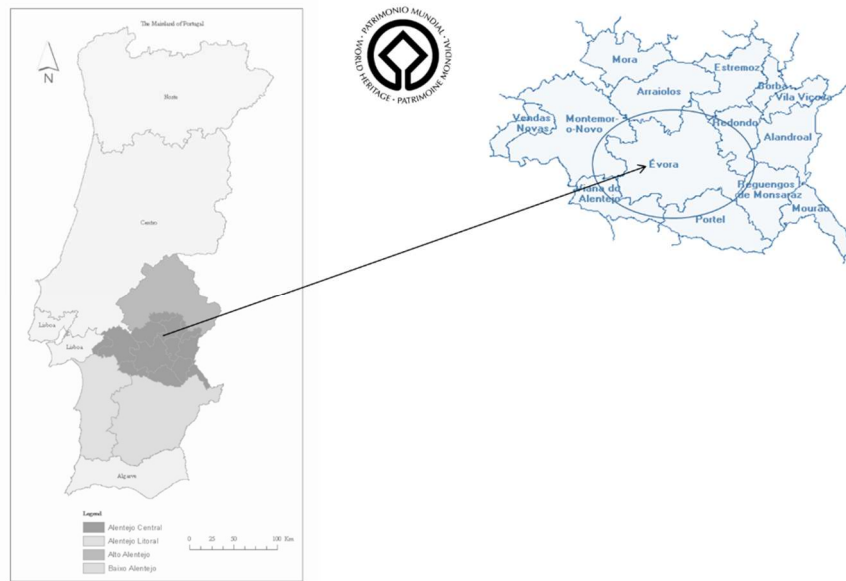 The Mainland of Portugal
N
Norte
Centro
Lisboa
Lisboa
Algarve
Legend
Alentejo Central
Alentejo Litoral
Alto Alentejo
Baixo Alentejo
0 25 50 100 Km
WORLD HERITAGE • PATRIMOINE MONDIAL • PATRIMONIO MUNDIAL •
Mora
Estremoz
Borba
Vila Viçosa
Arraiolos
Vendas
Novas
Montemor-
o-Novo
Redondo
Alandroal
Évora
Viana do
Alentejo
Reguengos
de Monsaraz
Mourão
Portel